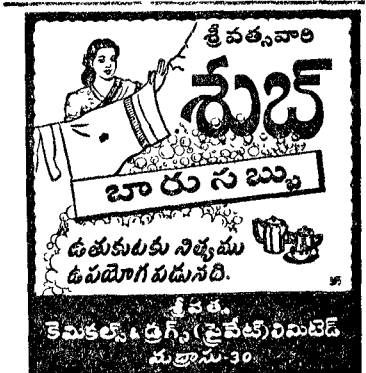 శ్రీ వత్సవారి
శుభ్
బారు సబ్బు
ఉతుకుటకు నిత్యము
ఉపయోగ పడునది.
శ్రీ వత్స
కెమికల్స్ & డ్రగ్స్ (ప్రైవేట్) లిమిటెడ్
మద్రాసు-30